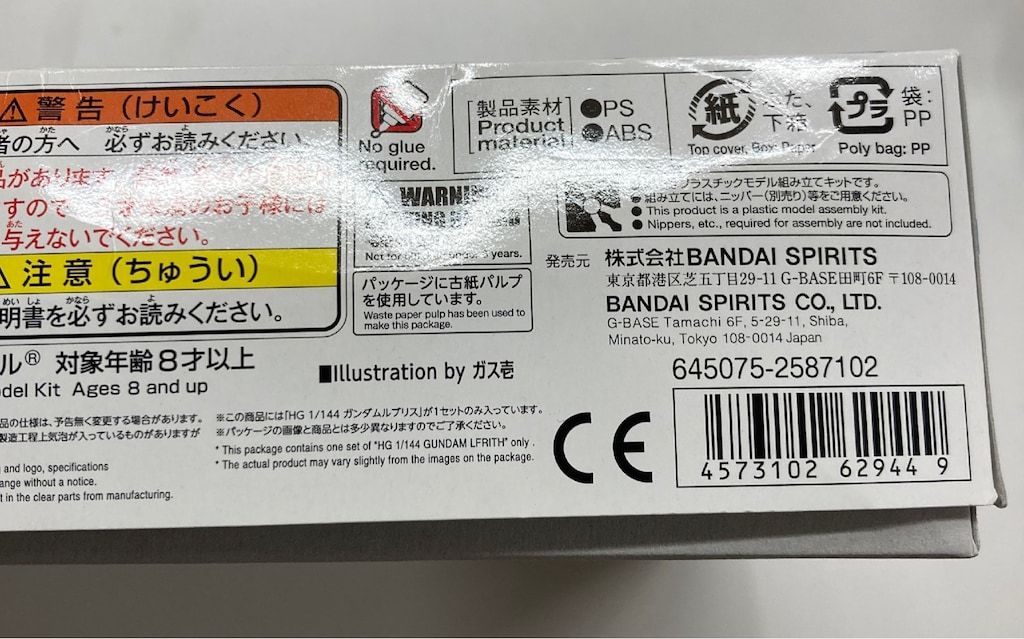 警告（けいこく）
者の方へ 必ずお読みください。
品があります。
すので
のお子様には
与えないでください。
注意（ちゅうい）
明書を必ずお読みください。
ル® 対象年齢8才以上
odel Kit Ages 8 and up
品の仕様は、予告無く変更する場合があります。
製造工程上気泡が入っているものがありますが
g and logo, specifications
ange without a notice.
t in the clear parts from manufacturing.
No glue
required.
[製品素材
Product
material]
●PS
●ABS
紙
ふた、
下箱
Top cover, Box: Paper
プラ
袋:
PP
Poly bag: PP
WARNI
Not for years.
パッケージに古紙パルプ
を使用しています。
Waste paper pulp has been used to
make this package.
プラスチックモデル組み立てキットです。
●組み立てには、ニッパー(別売り)等をご用意ください。
●This product is a plastic model assembly kit.
●Nippers, etc., required for assembly are not included.
発売元 株式会社BANDAI SPIRITS
東京都港区芝五丁目29-11 G-BASE田町6F 〒108-0014
BANDAI SPIRITS CO., LTD.
G-BASE Tamachi 6F, 5-29-11, Shiba,
Minato-ku, Tokyo 108-0014 Japan
■Illustration by ガス壱
645075-2587102
※この商品には「HG 1/144 ガンダムルブリス」が1セットのみ入っています。
※パッケージの画像と商品とは多少異なりますのでご了承ください。
* This package contains one set of "HG 1/144 GUNDAM LFRITH" only .
* The actual product may vary slightly from the images on the package.
CE
4573102 62944 9